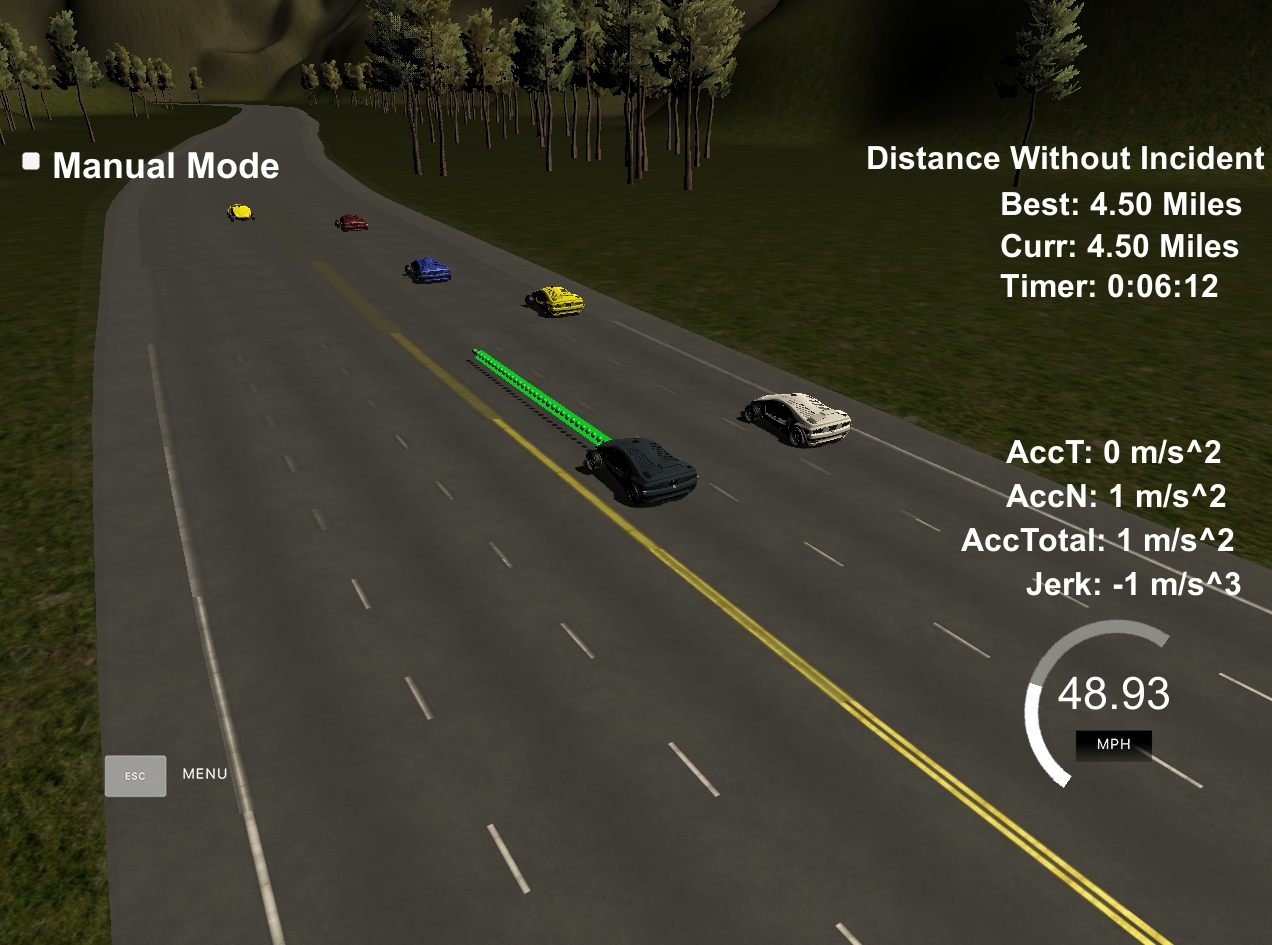 Manual Mode
Distance Without Incident
Best: 4.50 Miles
Curr: 4.50 Miles
Timer: 0:06:12
AccT: 0 m/s^2
AccN: 1 m/s^2
AccTotal: 1 m/s^2
Jerk: -1 m/s^3
48.93
MPH
ESC MENU